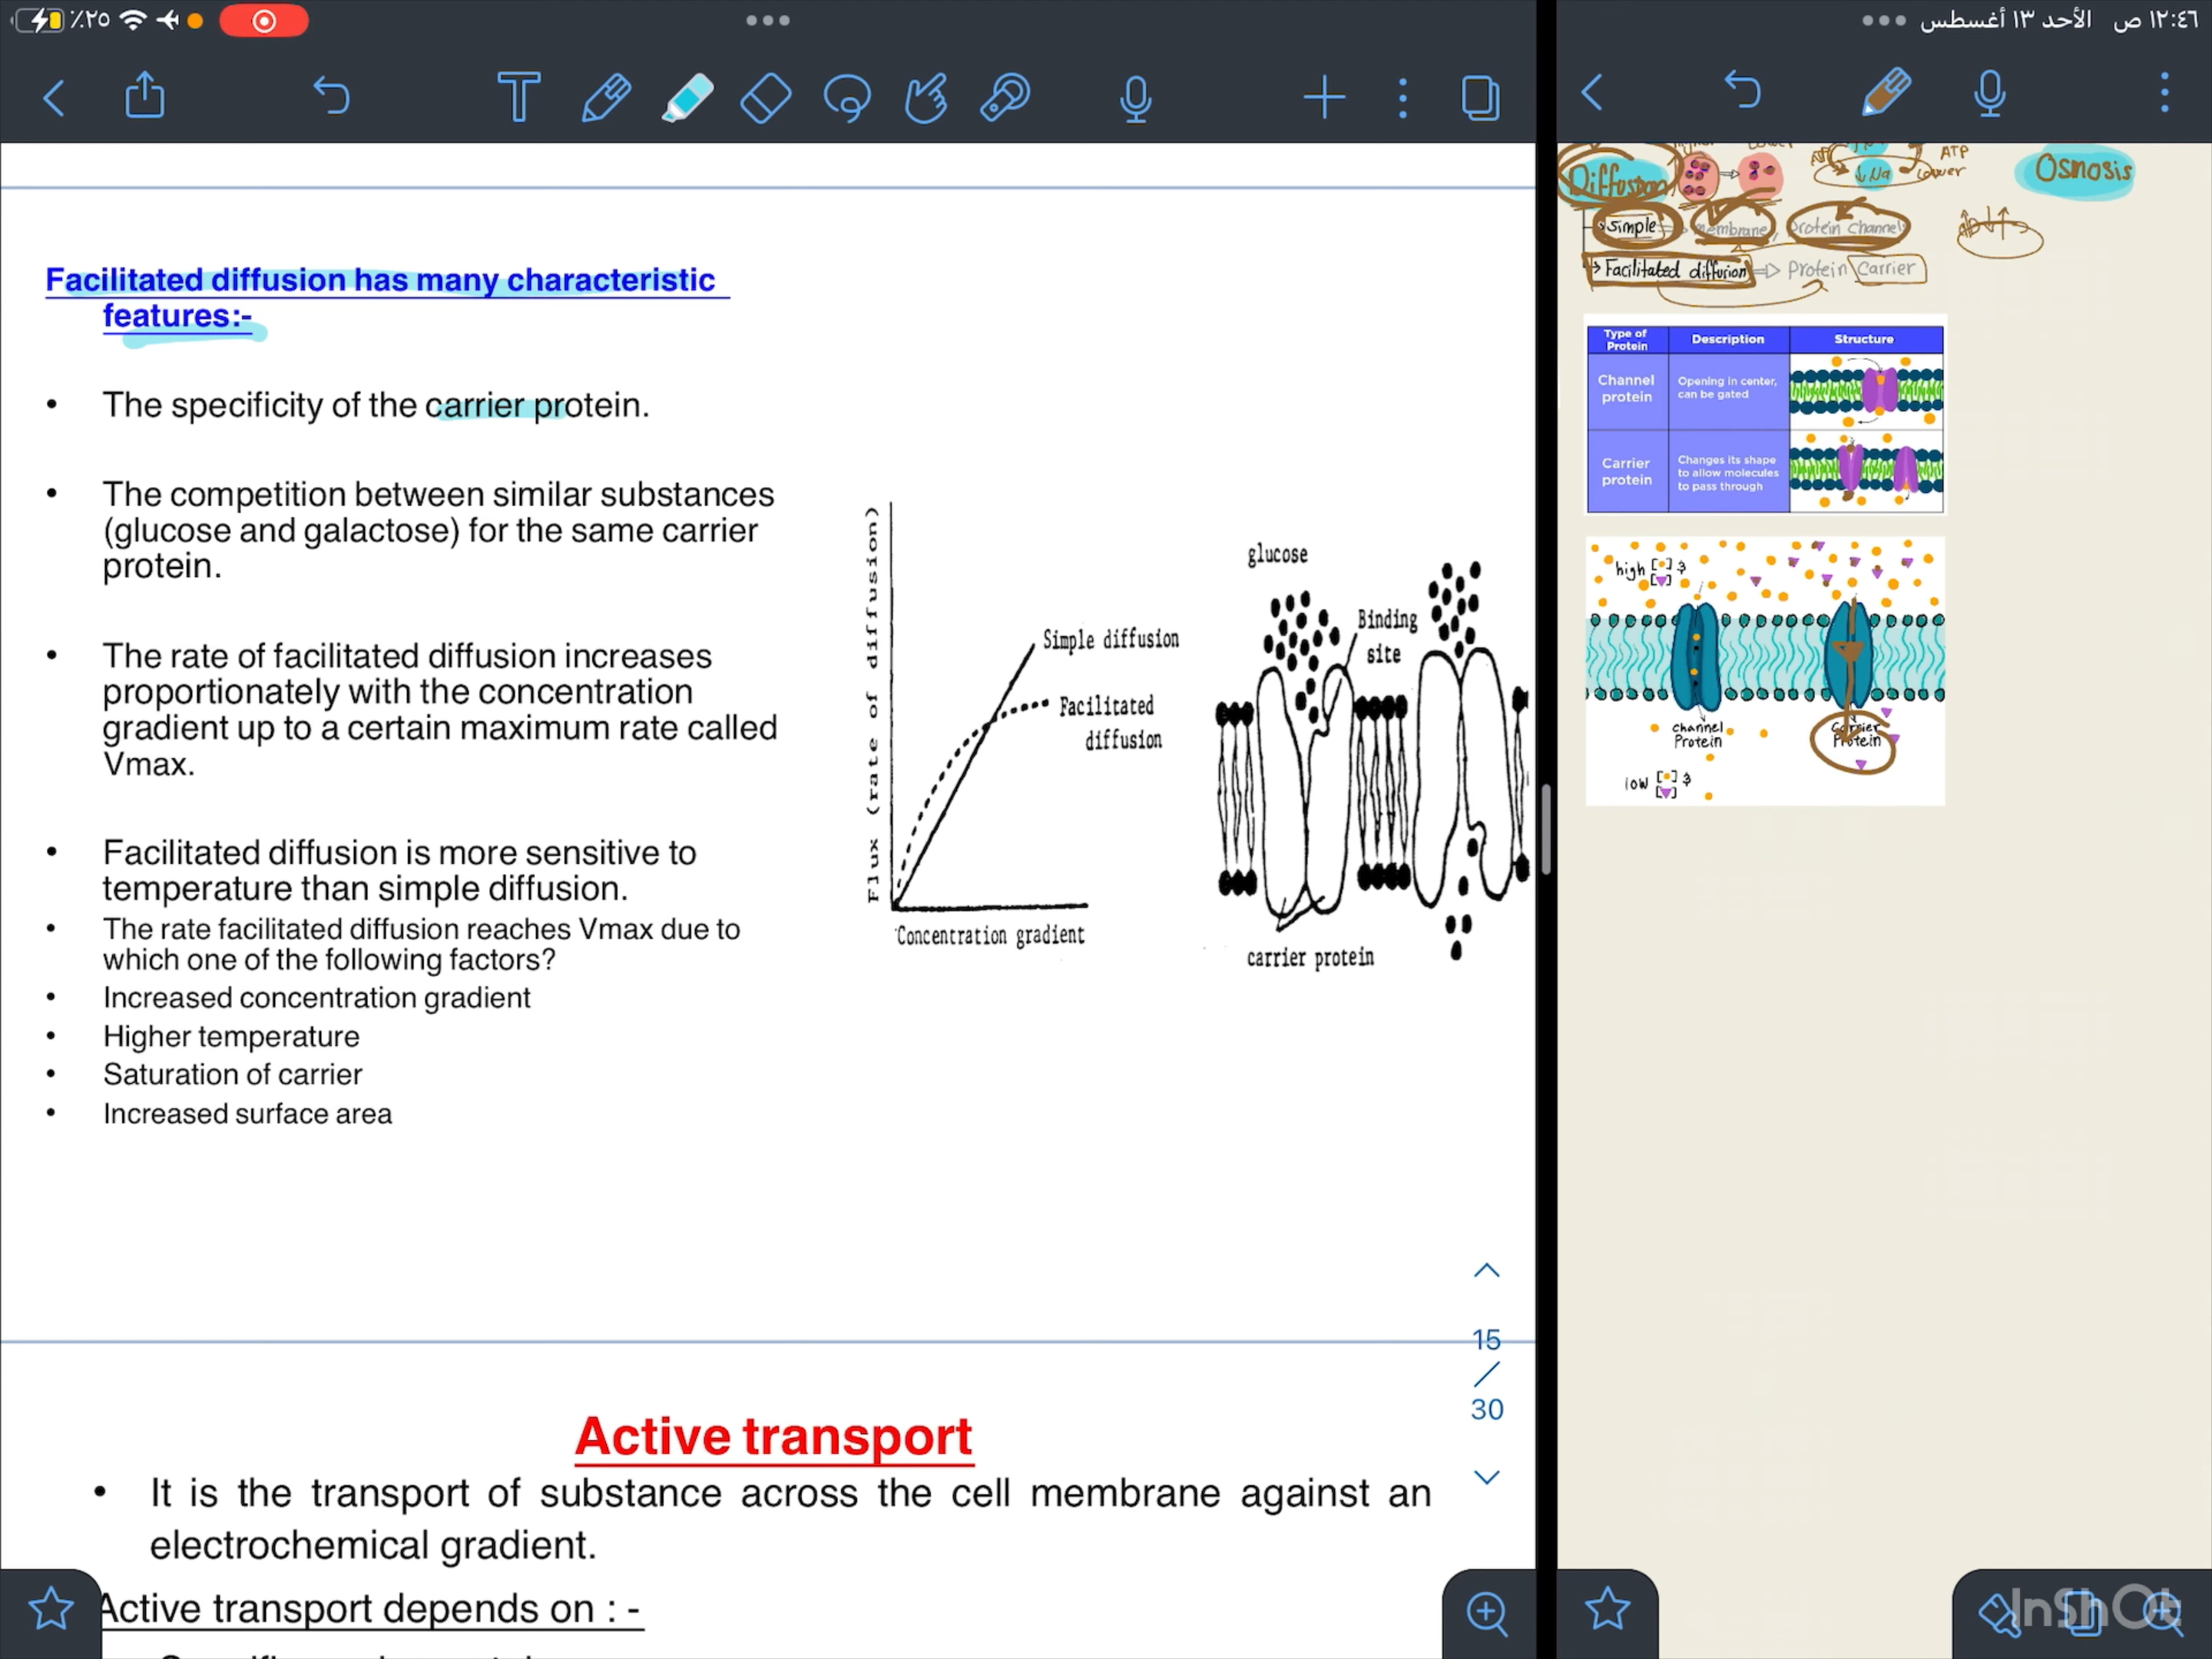 ٪٢٥
١٢:٤٦ ص الأحد ١٣ أغسطس
Facilitated diffusion has many characteristic
features:-
• The specificity of the carrier protein.
• The competition between similar substances
(glucose and galactose) for the same carrier
protein.
• The rate of facilitated diffusion increases
proportionately with the concentration
gradient up to a certain maximum rate called
Vmax.
• Facilitated diffusion is more sensitive to
temperature than simple diffusion.
• The rate facilitated diffusion reaches Vmax due to
which one of the following factors?
• Increased concentration gradient
• Higher temperature
• Saturation of carrier
• Increased surface area
Flux (rate of diffusion)
Simple diffusion
Facilitated
diffusion
Concentration gradient
glucose
Binding
site
carrier protein
15
/
30
Active transport
• It is the transport of substance across the cell membrane against an
electrochemical gradient.
Active transport depends on : -
Diffusion
ATP
↓Na
Lower
Osmosis
Simple
membrane, Protein channel
Facilitated diffusion ⇒ Protein Carrier
Type of
Protein
Description
Structure
Channel
protein
Opening in center,
can be gated
Carrier
protein
Changes its shape
to allow molecules
to pass through
high
channel
Protein
Carrier
Protein
low
InShOt